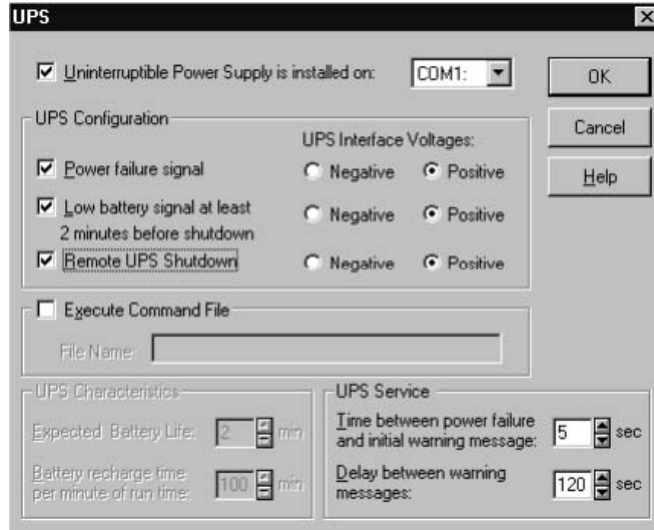 UPS
Uninterruptible Power Supply is installed on: COM1:
OK
Cancel
Help
UPS Configuration
UPS Interface Voltages:
Power failure signal Negative Positive
Low battery signal at least
2 minutes before shutdown Negative Positive
Remote UPS Shutdown Negative Positive
Execute Command File
File Name:
UPS Characteristics
Expected Battery Life: 2 min
Battery recharge time
per minute of run time: 100 min
UPS Service
Time between power failure
and initial warning message: 5 sec
Delay between warning
messages: 120 sec